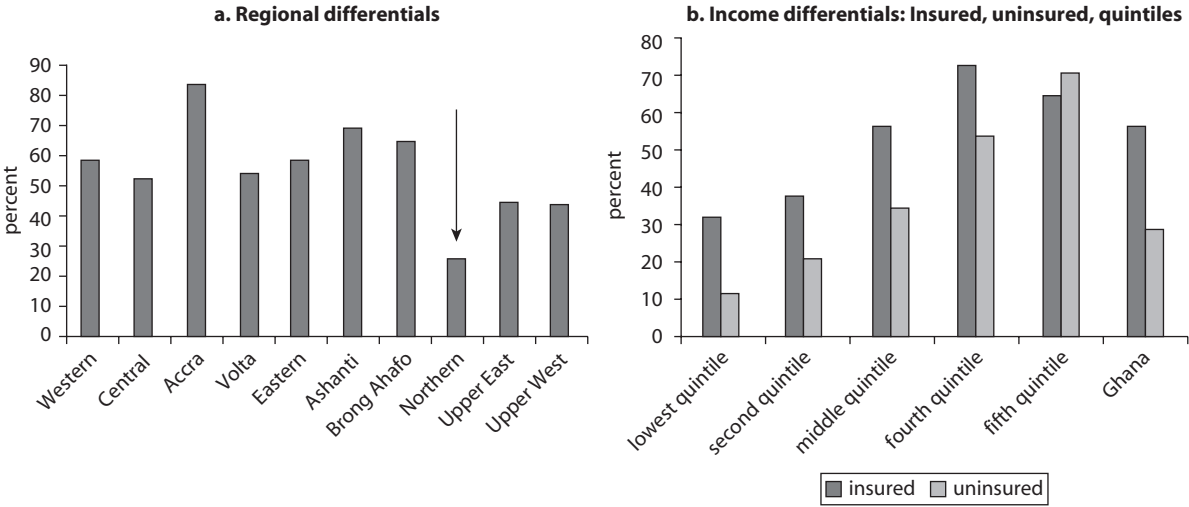 a. Regional differentials
percent
90
80
70
60
50
40
30
20
10
0
Western
Central
Accra
Volta
Eastern
Ashanti
Brong Ahafo
Northern
Upper East
Upper West
b. Income differentials: Insured, uninsured, quintiles
percent
80
70
60
50
40
30
20
10
0
lowest quintile
second quintile
middle quintile
fourth quintile
fifth quintile
Ghana
insured uninsured